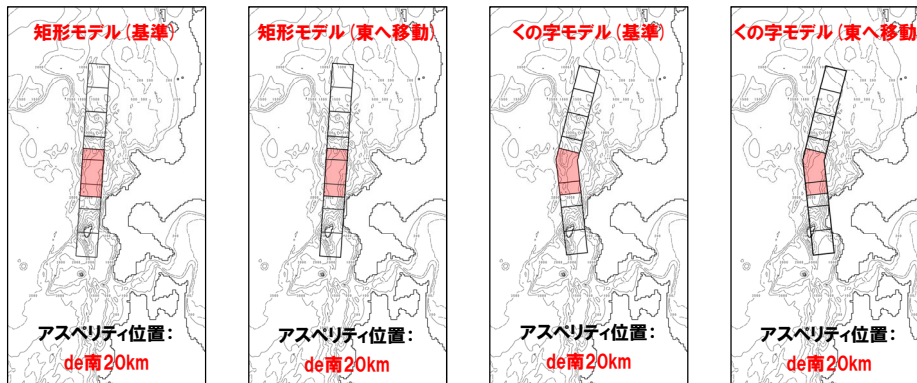 矩形モデル(基準)
アスペリティ位置:
de南20km
矩形モデル(東へ移動)
アスペリティ位置:
de南20km
くの字モデル(基準)
アスペリティ位置:
de南20km
くの字モデル(東へ移動)
アスペリティ位置:
de南20km